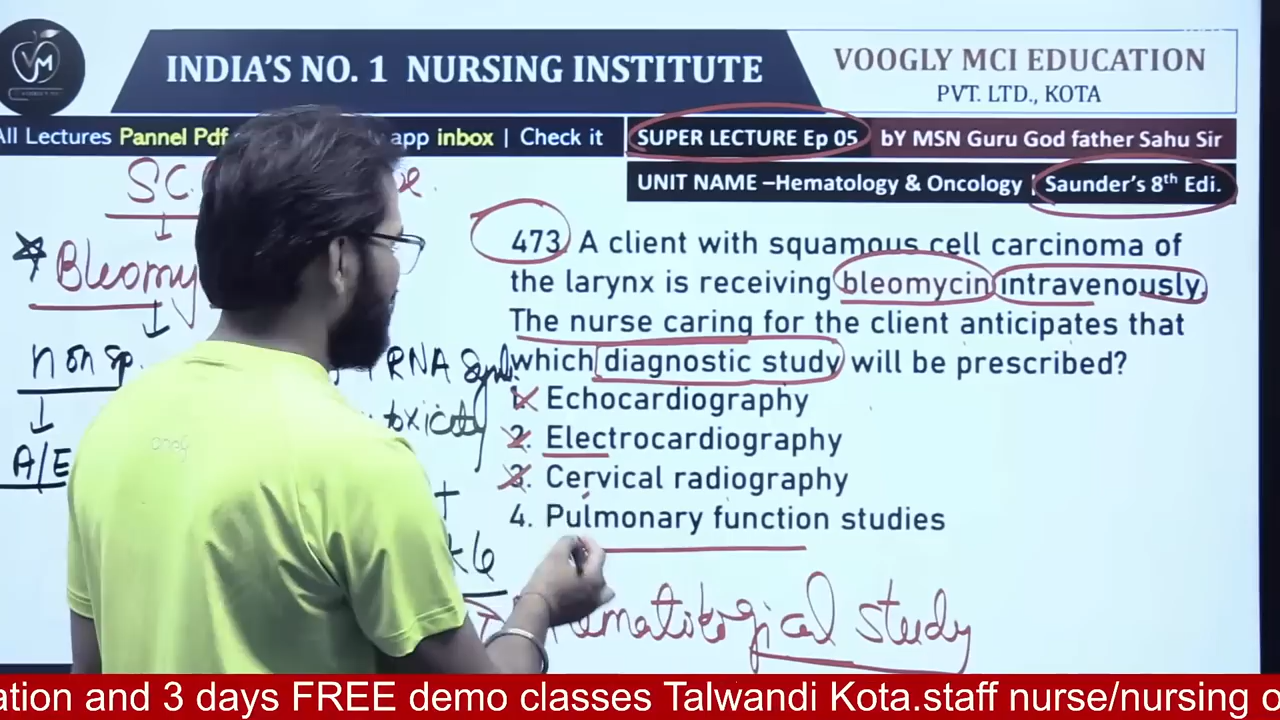 INDIA'S NO. 1 NURSING INSTITUTE
VOOGLY MCI EDUCATION
PVT. LTD., KOTA
VM
All Lectures Pannel Pdf app inbox | Check it
SUPER LECTURE Ep 05 bY MSN Guru God father Sahu Sir
UNIT NAME –Hematology & Oncology | Saunder's 8th Edi.
SC
Bleomy
non sp.
RNA
A/E
+
473. A client with squamous cell carcinoma of
the larynx is receiving bleomycin intravenously.
The nurse caring for the client anticipates that
which diagnostic study will be prescribed?
1. Echocardiography
2. Electrocardiography
3. Cervical radiography
4. Pulmonary function studies
study
ation and 3 days FREE demo classes Talwandi Kota.staff nurse/nursing o